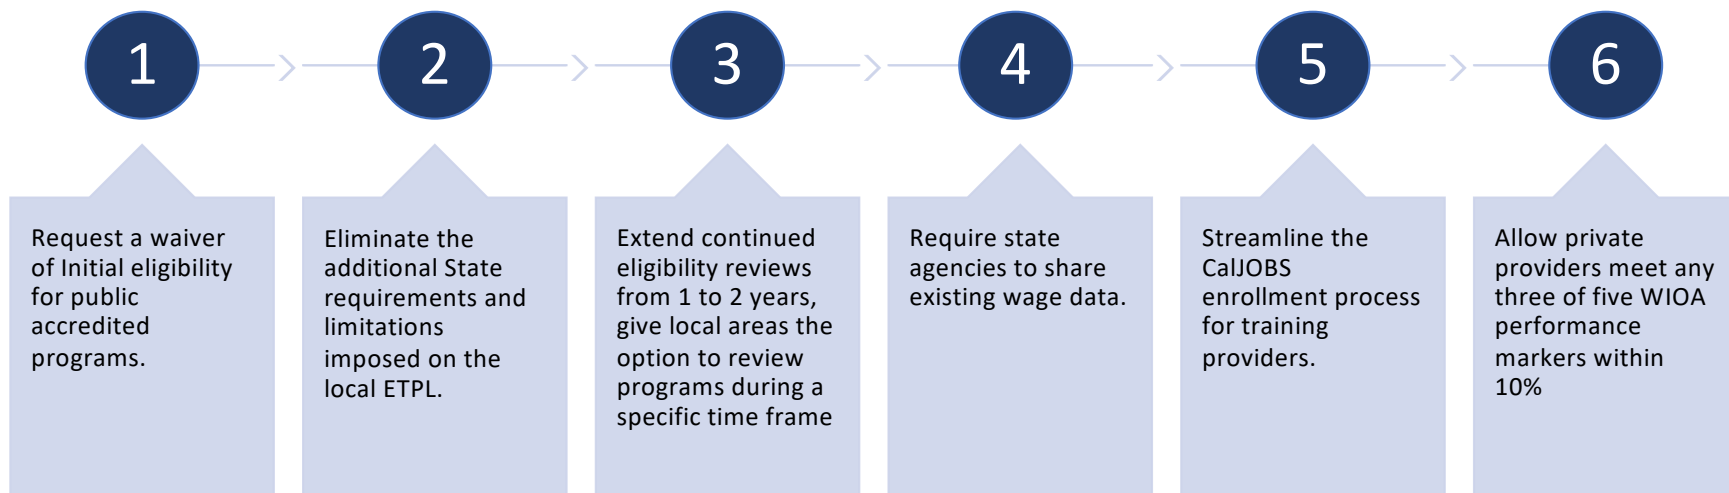 1
2
3
4
5
6
Request a waiver
of Initial eligibility
for public
accredited
programs.
Eliminate the
additional State
requirements and
limitations
imposed on the
local ETPL.
Extend continued
eligibility reviews
from 1 to 2 years,
give local areas the
option to review
programs during a
specific time frame
Require state
agencies to share
existing wage data.
Streamline the
CalJOBS
enrollment process
for training
providers.
Allow private
providers meet any
three of five WIOA
performance
markers within
10%